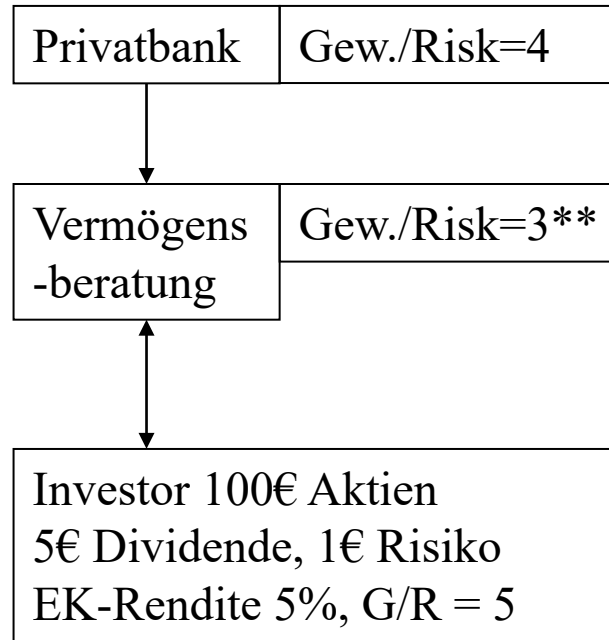 Privatbank
Gew./Risk=4
Vermögens
-beratung
Gew./Risk=3**
Investor 100€ Aktien
5€ Dividende, 1€ Risiko
EK-Rendite 5%, G/R = 5